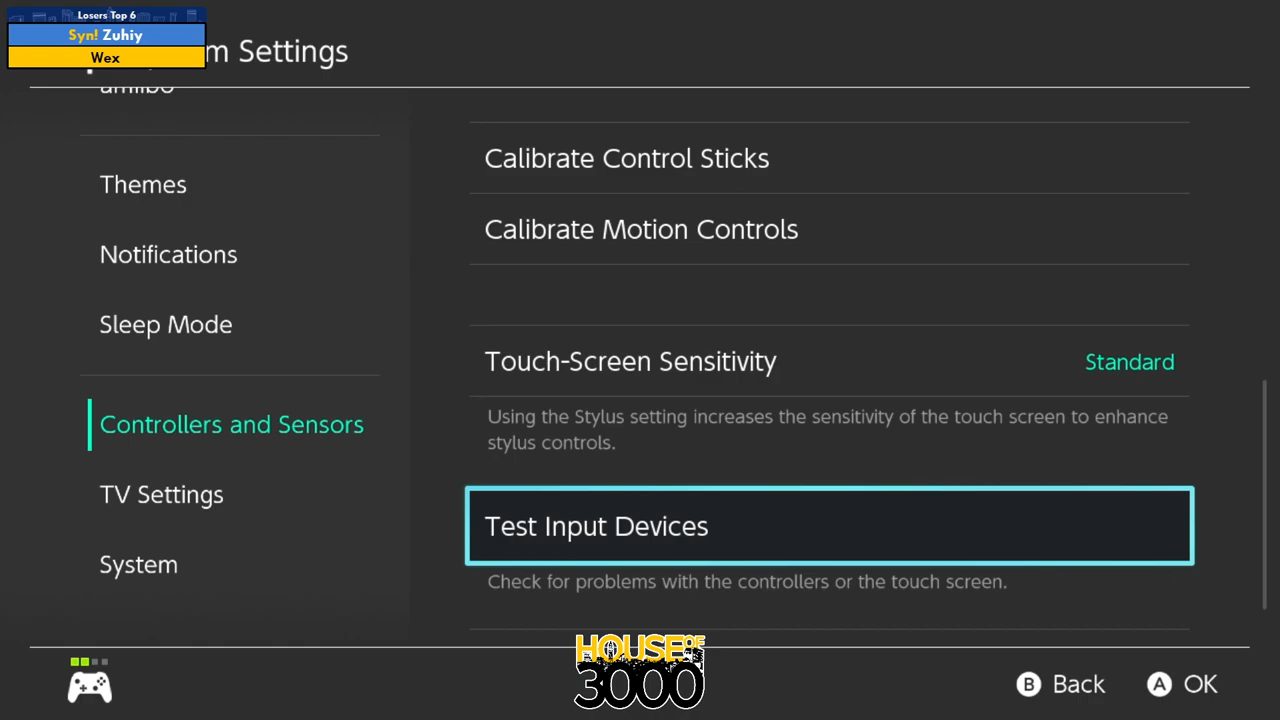 Losers Top 6
Syn! Zuhiy
Wex
m Settings
amiibo
Themes
Notifications
Sleep Mode
Controllers and Sensors
TV Settings
System
Calibrate Control Sticks
Calibrate Motion Controls
Touch-Screen Sensitivity Standard
Using the Stylus setting increases the sensitivity of the touch screen to enhance
stylus controls.
Test Input Devices
Check for problems with the controllers or the touch screen.
HOUSE OF
3000
B Back A OK